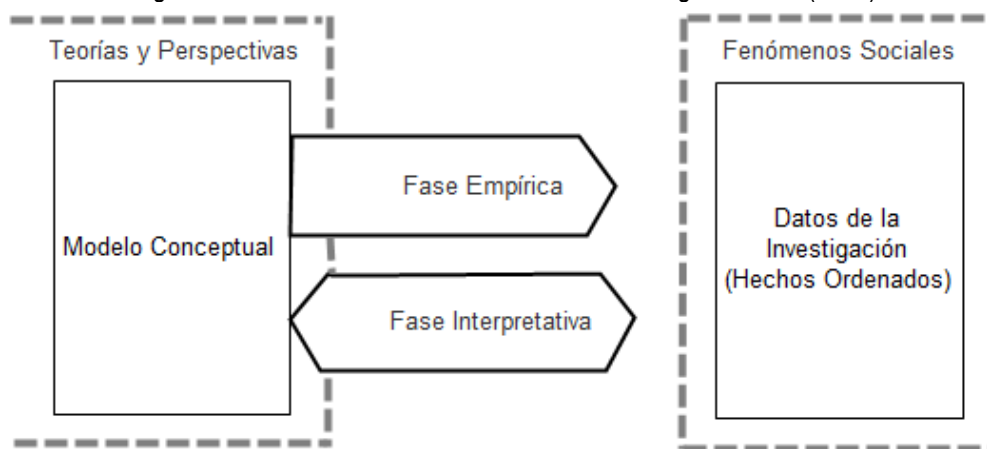 Teorías y Perspectivas
Fenómenos Sociales
Fase Empírica
Modelo Conceptual
Datos de la
Investigación
(Hechos Ordenados)
Fase Interpretativa